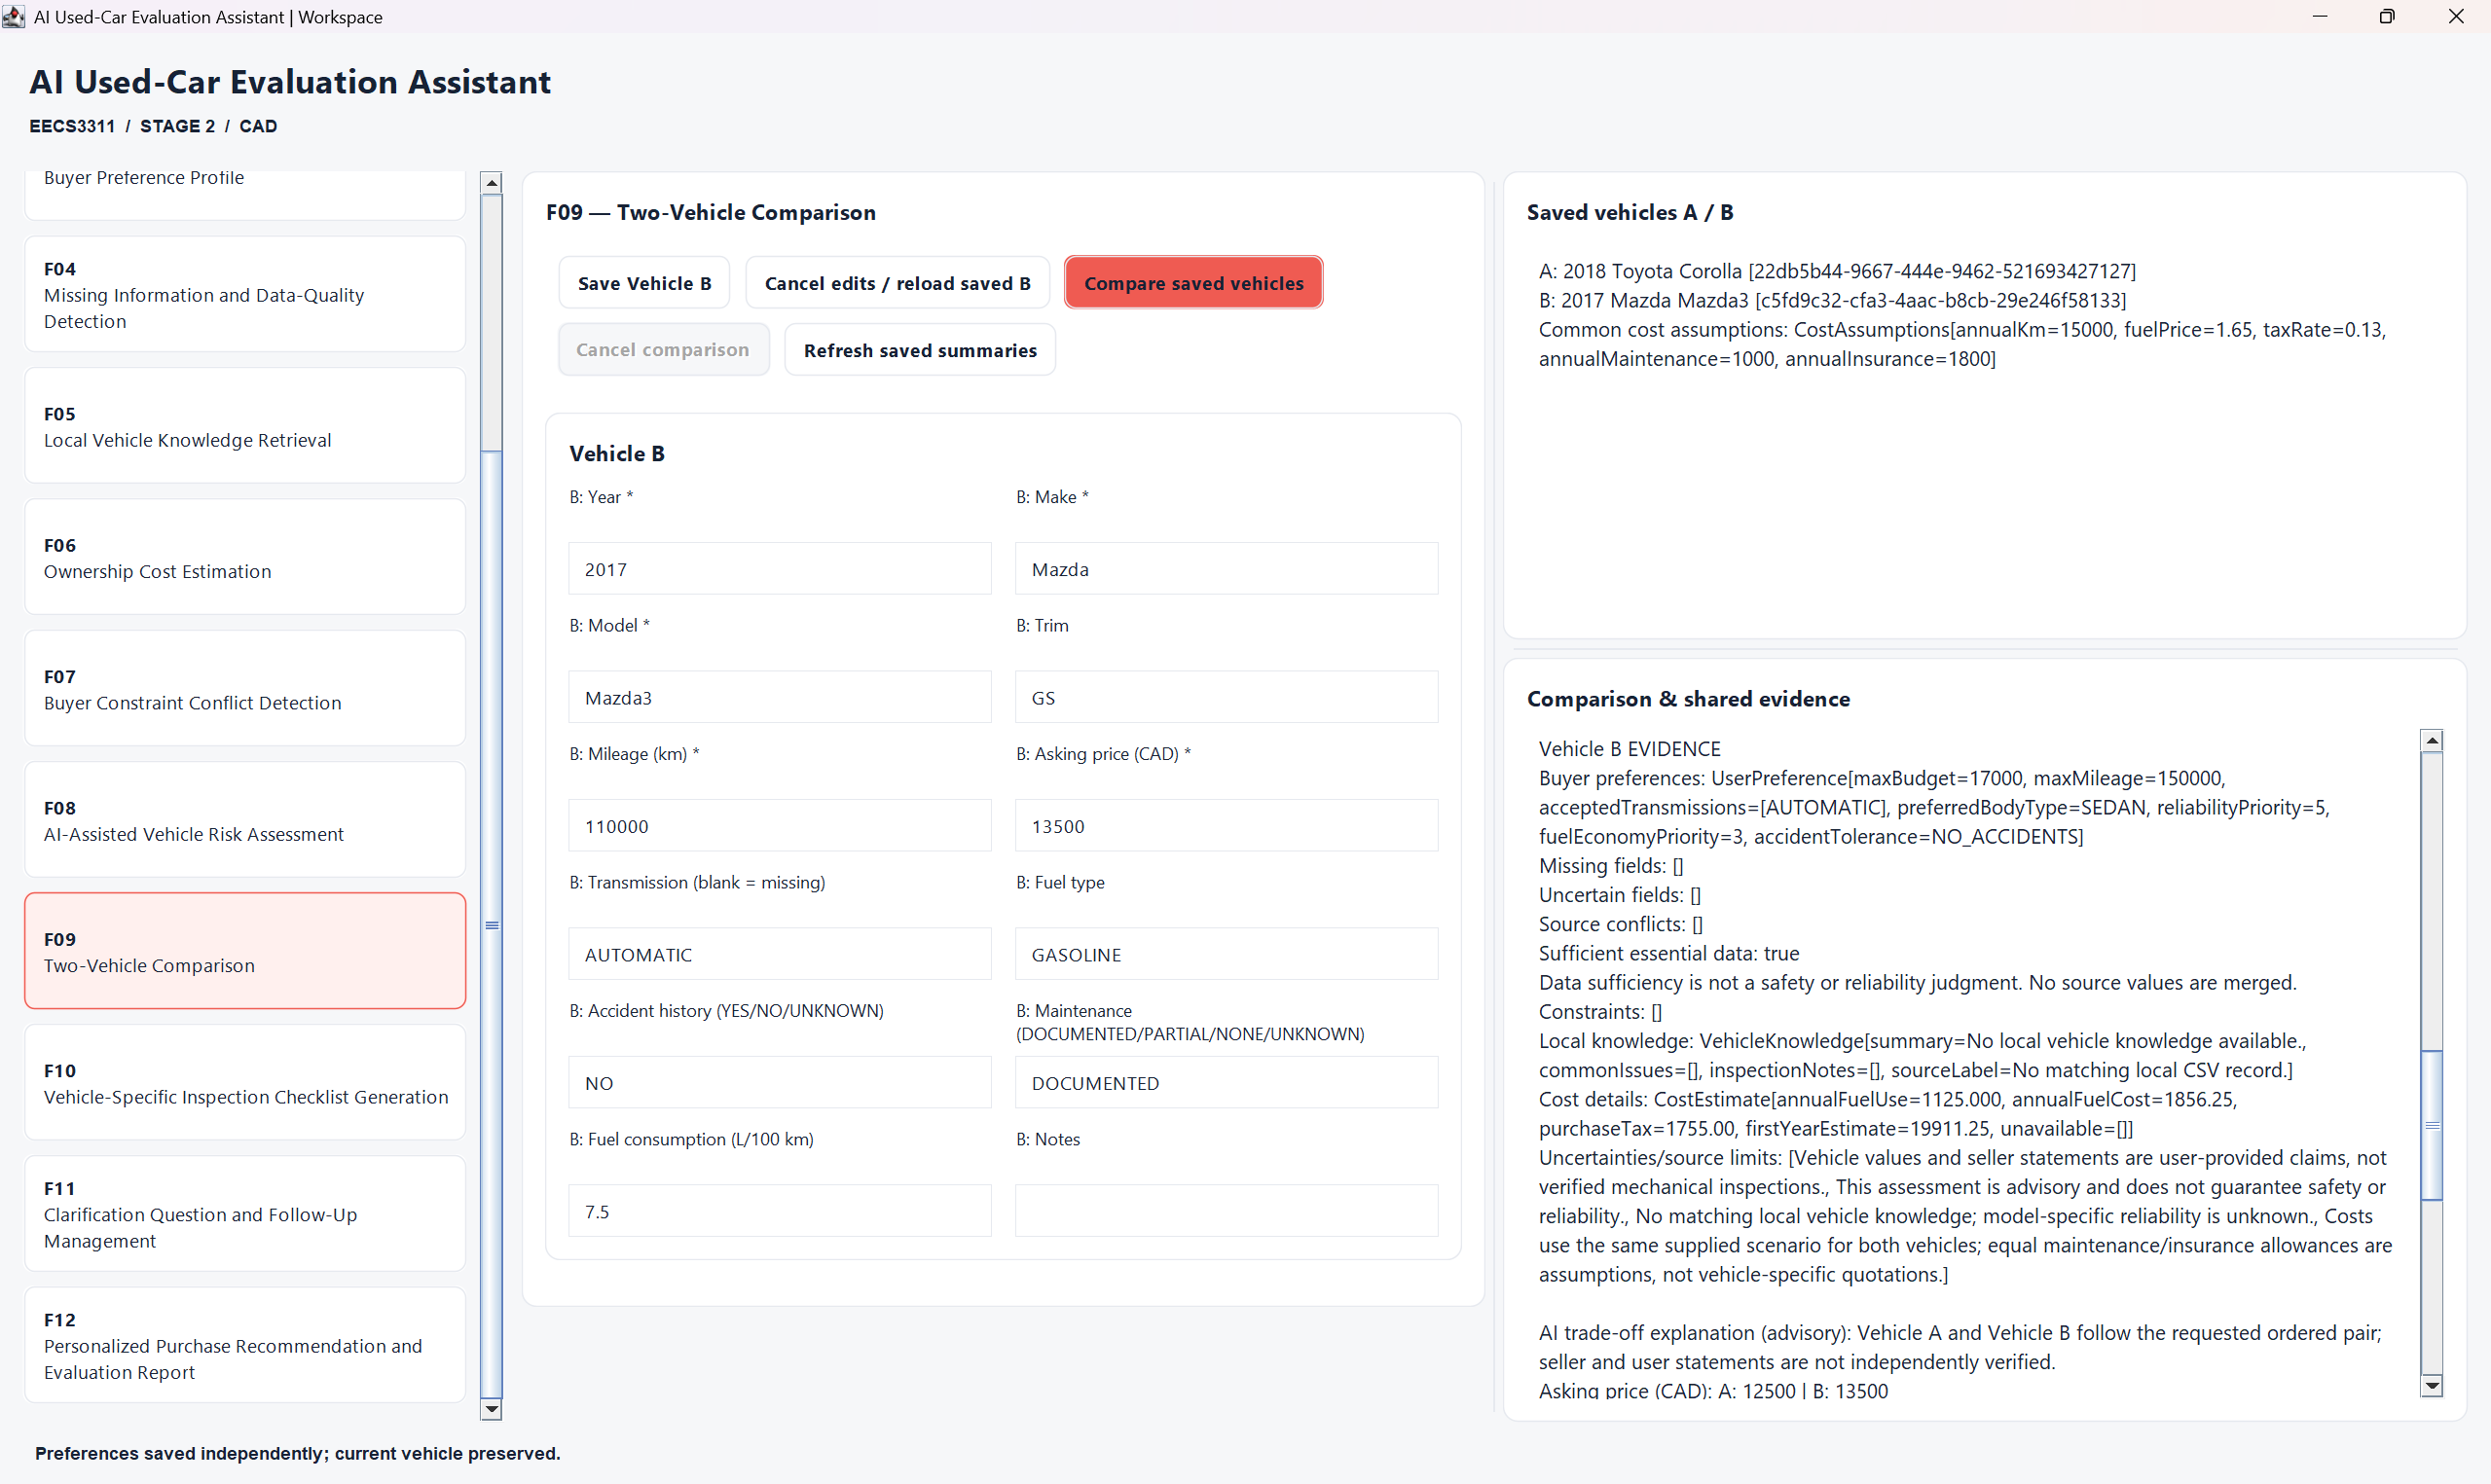 AI Used-Car Evaluation Assistant | Workspace
AI Used-Car Evaluation Assistant
EECS3311 / STAGE 2 / CAD
Buyer Preference Profile
F04
Missing Information and Data-Quality
Detection
F05
Local Vehicle Knowledge Retrieval
F06
Ownership Cost Estimation
F07
Buyer Constraint Conflict Detection
F08
AI-Assisted Vehicle Risk Assessment
F09
Two-Vehicle Comparison
F10
Vehicle-Specific Inspection Checklist Generation
F11
Clarification Question and Follow-Up
Management
F12
Personalized Purchase Recommendation and
Evaluation Report
F09 — Two-Vehicle Comparison
Save Vehicle B
Cancel edits / reload saved B
Compare saved vehicles
Cancel comparison
Refresh saved summaries
Vehicle B
B: Year *
B: Make *
2017
Mazda
B: Model *
B: Trim
Mazda3
GS
B: Mileage (km) *
B: Asking price (CAD) *
110000
13500
B: Transmission (blank = missing)
B: Fuel type
AUTOMATIC
GASOLINE
B: Accident history (YES/NO/UNKNOWN)
B: Maintenance
(DOCUMENTED/PARTIAL/NONE/UNKNOWN)
NO
DOCUMENTED
B: Fuel consumption (L/100 km)
B: Notes
7.5
Saved vehicles A / B
A: 2018 Toyota Corolla [22db5b44-9667-444e-9462-521693427127]
B: 2017 Mazda Mazda3 [c5fd9c32-cfa3-4aac-b8cb-29e246f58133]
Common cost assumptions: CostAssumptions[annualKm=15000, fuelPrice=1.65, taxRate=0.13,
annualMaintenance=1000, annualInsurance=1800]
Comparison & shared evidence
Vehicle B EVIDENCE
Buyer preferences: UserPreference[maxBudget=17000, maxMileage=150000,
acceptedTransmissions=[AUTOMATIC], preferredBodyType=SEDAN, reliabilityPriority=5,
fuelEconomyPriority=3, accidentTolerance=NO_ACCIDENTS]
Missing fields: []
Uncertain fields: []
Source conflicts: []
Sufficient essential data: true
Data sufficiency is not a safety or reliability judgment. No source values are merged.
Constraints: []
Local knowledge: VehicleKnowledge[summary=No local vehicle knowledge available.,
commonIssues=[], inspectionNotes=[], sourceLabel=No matching local CSV record.]
Cost details: CostEstimate[annualFuelUse=1125.000, annualFuelCost=1856.25,
purchaseTax=1755.00, firstYearEstimate=19911.25, unavailable=[]]
Uncertainties/source limits: [Vehicle values and seller statements are user-provided claims, not
verified mechanical inspections., This assessment is advisory and does not guarantee safety or
reliability., No matching local vehicle knowledge; model-specific reliability is unknown., Costs
use the same supplied scenario for both vehicles; equal maintenance/insurance allowances are
assumptions, not vehicle-specific quotations.]
AI trade-off explanation (advisory): Vehicle A and Vehicle B follow the requested ordered pair;
seller and user statements are not independently verified.
Asking price (CAD): A: 12500 | B: 13500
Preferences saved independently; current vehicle preserved.